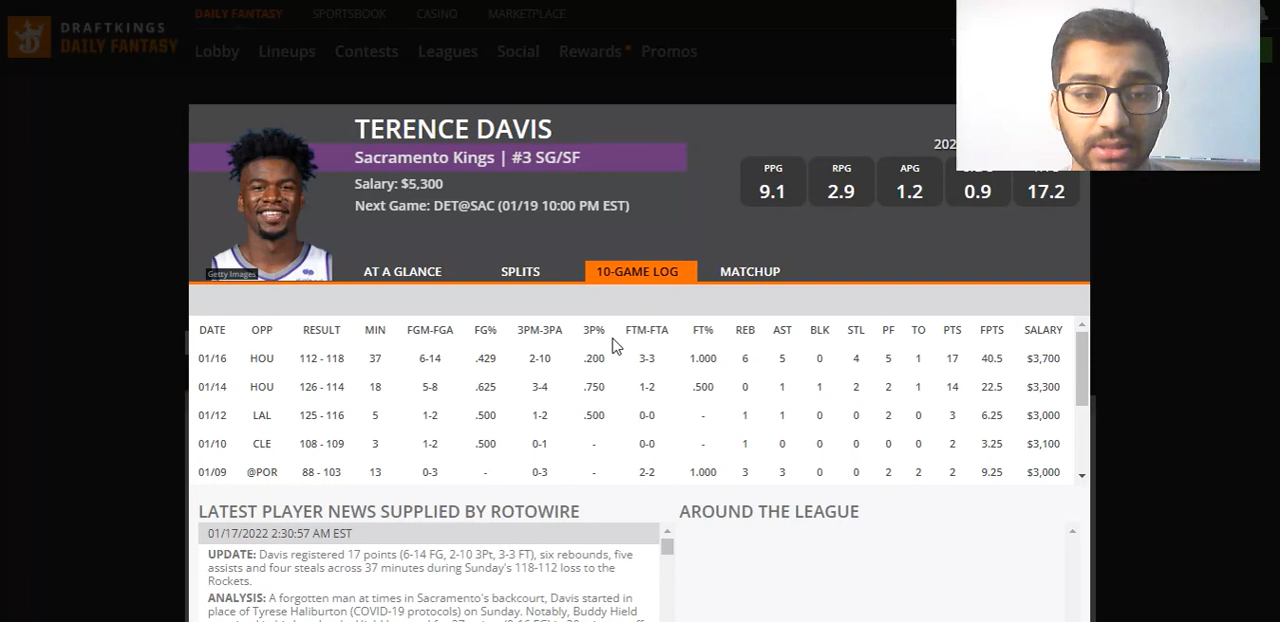 DAILY FANTASY SPORTSBOOK CASINO MARKETPLACE
DRAFTKINGS
DAILY FANTASY
Lobby Lineups Contests Leagues Social Rewards Promos
TERENCE DAVIS
Sacramento Kings | #3 SG/SF
Salary: $5,300
Next Game: DET@SAC (01/19 10:00 PM EST)
202
PPG RPG APG
9.1 2.9 1.2 0.9 17.2
Getty Images
AT A GLANCE SPLITS 10-GAME LOG MATCHUP
DATE OPP RESULT MIN FGM-FGA FG% 3PM-3PA 3P% FTM-FTA FT% REB AST BLK STL PF TO PTS FPTS SALARY
01/16 HOU 112 - 118 37 6-14 .429 2-10 .200 3-3 1.000 6 5 0 4 5 1 17 40.5 $3,700
01/14 HOU 126 - 114 18 5-8 .625 3-4 .750 1-2 .500 0 1 1 2 2 1 14 22.5 $3,300
01/12 LAL 125 - 116 5 1-2 .500 1-2 .500 0-0 - 1 1 0 0 2 0 3 6.25 $3,000
01/10 CLE 108 - 109 3 1-2 .500 0-1 - 0-0 - 1 0 0 0 0 0 2 3.25 $3,100
01/09 @POR 88 - 103 13 0-3 - 0-3 - 2-2 1.000 3 3 0 0 2 2 2 9.25 $3,000
LATEST PLAYER NEWS SUPPLIED BY ROTOWIRE
AROUND THE LEAGUE
01/17/2022 2:30:57 AM EST
UPDATE: Davis registered 17 points (6-14 FG, 2-10 3Pt, 3-3 FT), six rebounds, five
assists and four steals across 37 minutes during Sunday's 118-112 loss to the
Rockets.
ANALYSIS: A forgotten man at times in Sacramento's backcourt, Davis started in
place of Tyrese Haliburton (COVID-19 protocols) on Sunday. Notably, Buddy Hield